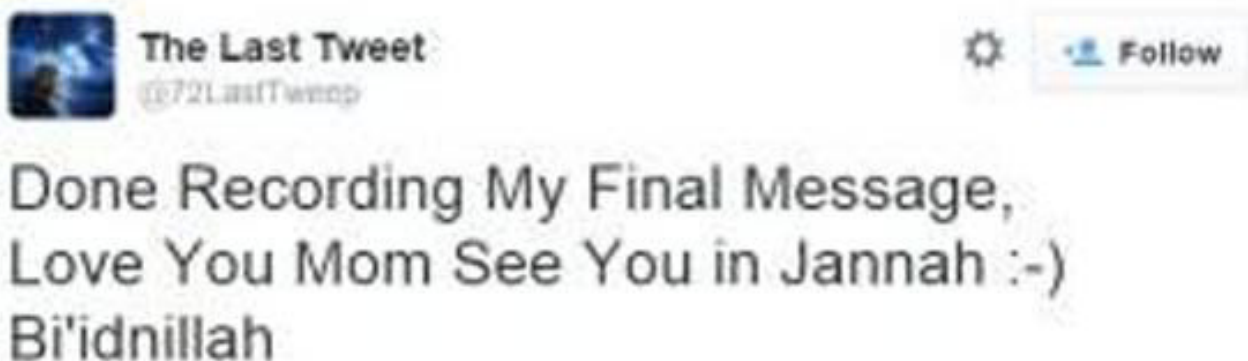 The Last Tweet
Follow
Done Recording My Final Message,
Love You Mom See You in Jannah :-)
Bi'idnillah